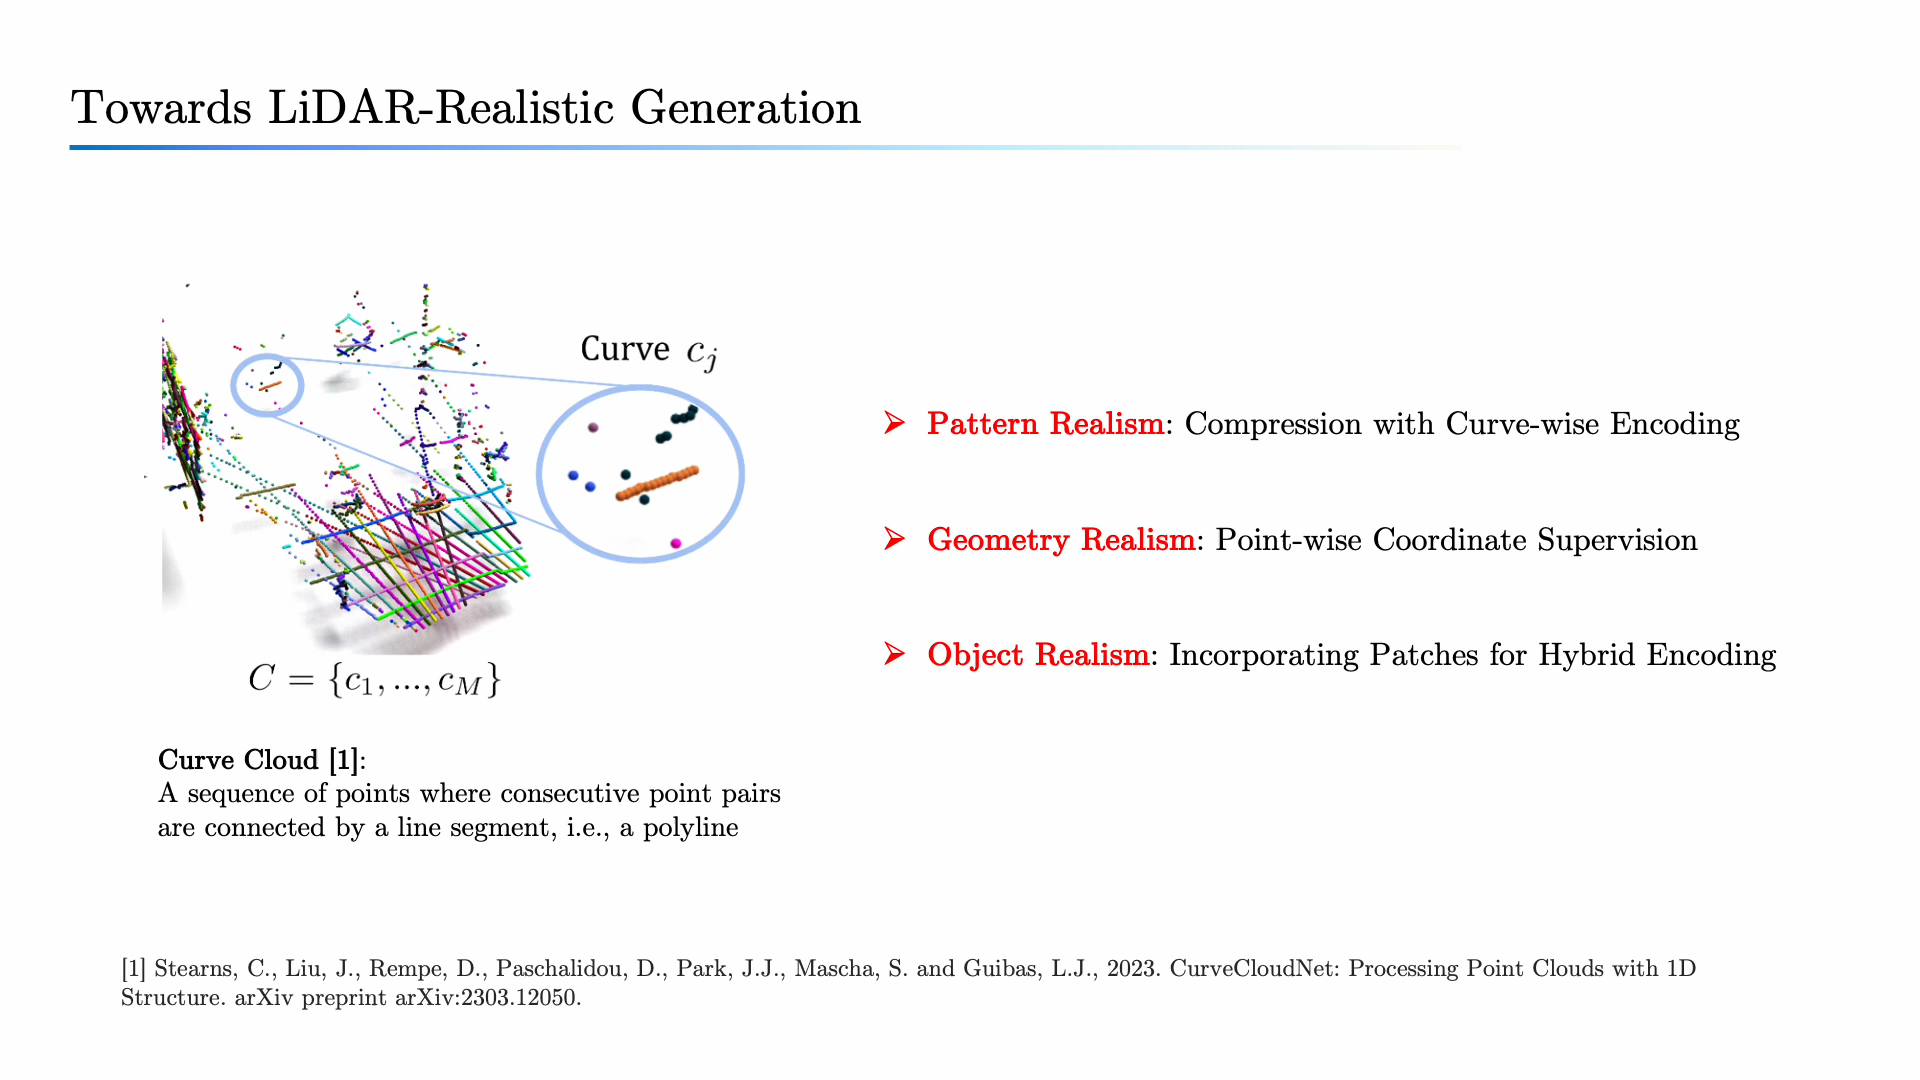 Towards LiDAR-Realistic Generation
Curve c_j
C = {c_1, ..., c_M}
Curve Cloud [1]:
A sequence of points where consecutive point pairs
are connected by a line segment, i.e., a polyline
➢ Pattern Realism: Compression with Curve-wise Encoding
➢ Geometry Realism: Point-wise Coordinate Supervision
➢ Object Realism: Incorporating Patches for Hybrid Encoding
[1] Stearns, C., Liu, J., Rempe, D., Paschalidou, D., Park, J.J., Mascha, S. and Guibas, L.J., 2023. CurveCloudNet: Processing Point Clouds with 1D
Structure. arXiv preprint arXiv:2303.12050.